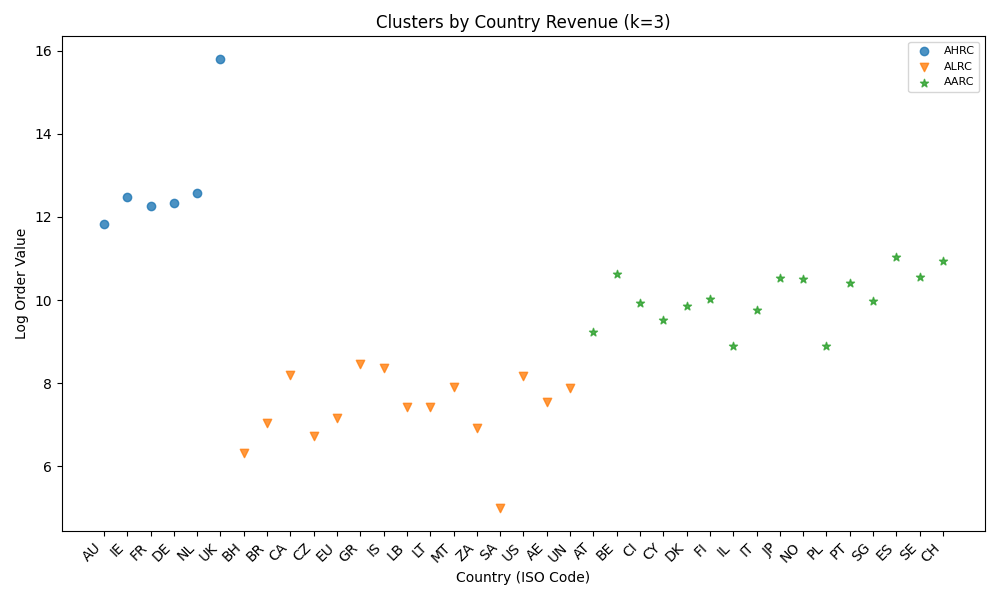 Clusters by Country Revenue (k=3)
AHRC
ALRC
AARC
Log Order Value
16
14
12
10
8
6
AU IE FR DE NL UK BH BR CA CZ EU GR IS LB LT MT ZA SA US AE UN AT BE CI CY DK FI IL IT JP NO PL PT SG ES SE CH
Country (ISO Code)